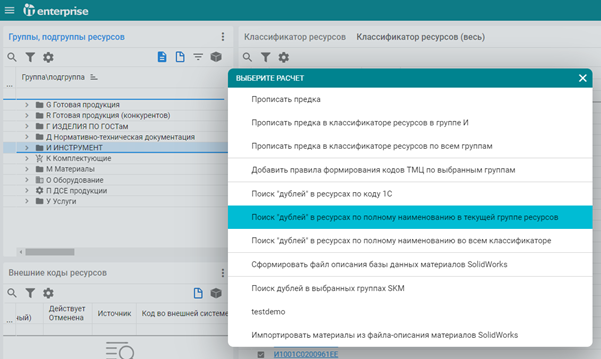 enterprise
Группы, подгруппы ресурсов
Классификатор ресурсов
Классификатор ресурсов (весь)
Группа\подгруппа
...
G Готовая продукция
R Готовая продукция (конкурентов)
Г ИЗДЕЛИЯ ПО ГОСТам
Д Нормативно-техническая документация
И ИНСТРУМЕНТ
К Комплектующие
М Материалы
О Оборудование
П ДСЕ продукции
У Услуги
Внешние коды ресурсов
...
ный)
Действует
Отменена
Источник
Код во внешней системе
ВЫБЕРИТЕ РАСЧЕТ
Прописать предка
Прописать предка в классификаторе ресурсов в группе И
Прописать предка в классификаторе ресурсов по всем группам
Добавить правила формирования кодов ТМЦ по выбранным группам
Поиск "дублей" в ресурсах по коду 1С
Поиск "дублей" в ресурсах по полному наименованию в текущей группе ресурсов
Поиск "дублей" в ресурсах по полному наименованию во всем классификаторе
Сформировать файл описания базы данных материалов SolidWorks
Поиск дублей в выбранных группах SKM
testdemo
Импортировать материалы из файла-описания материалов SolidWorks
И1001С0200961ЕЕ